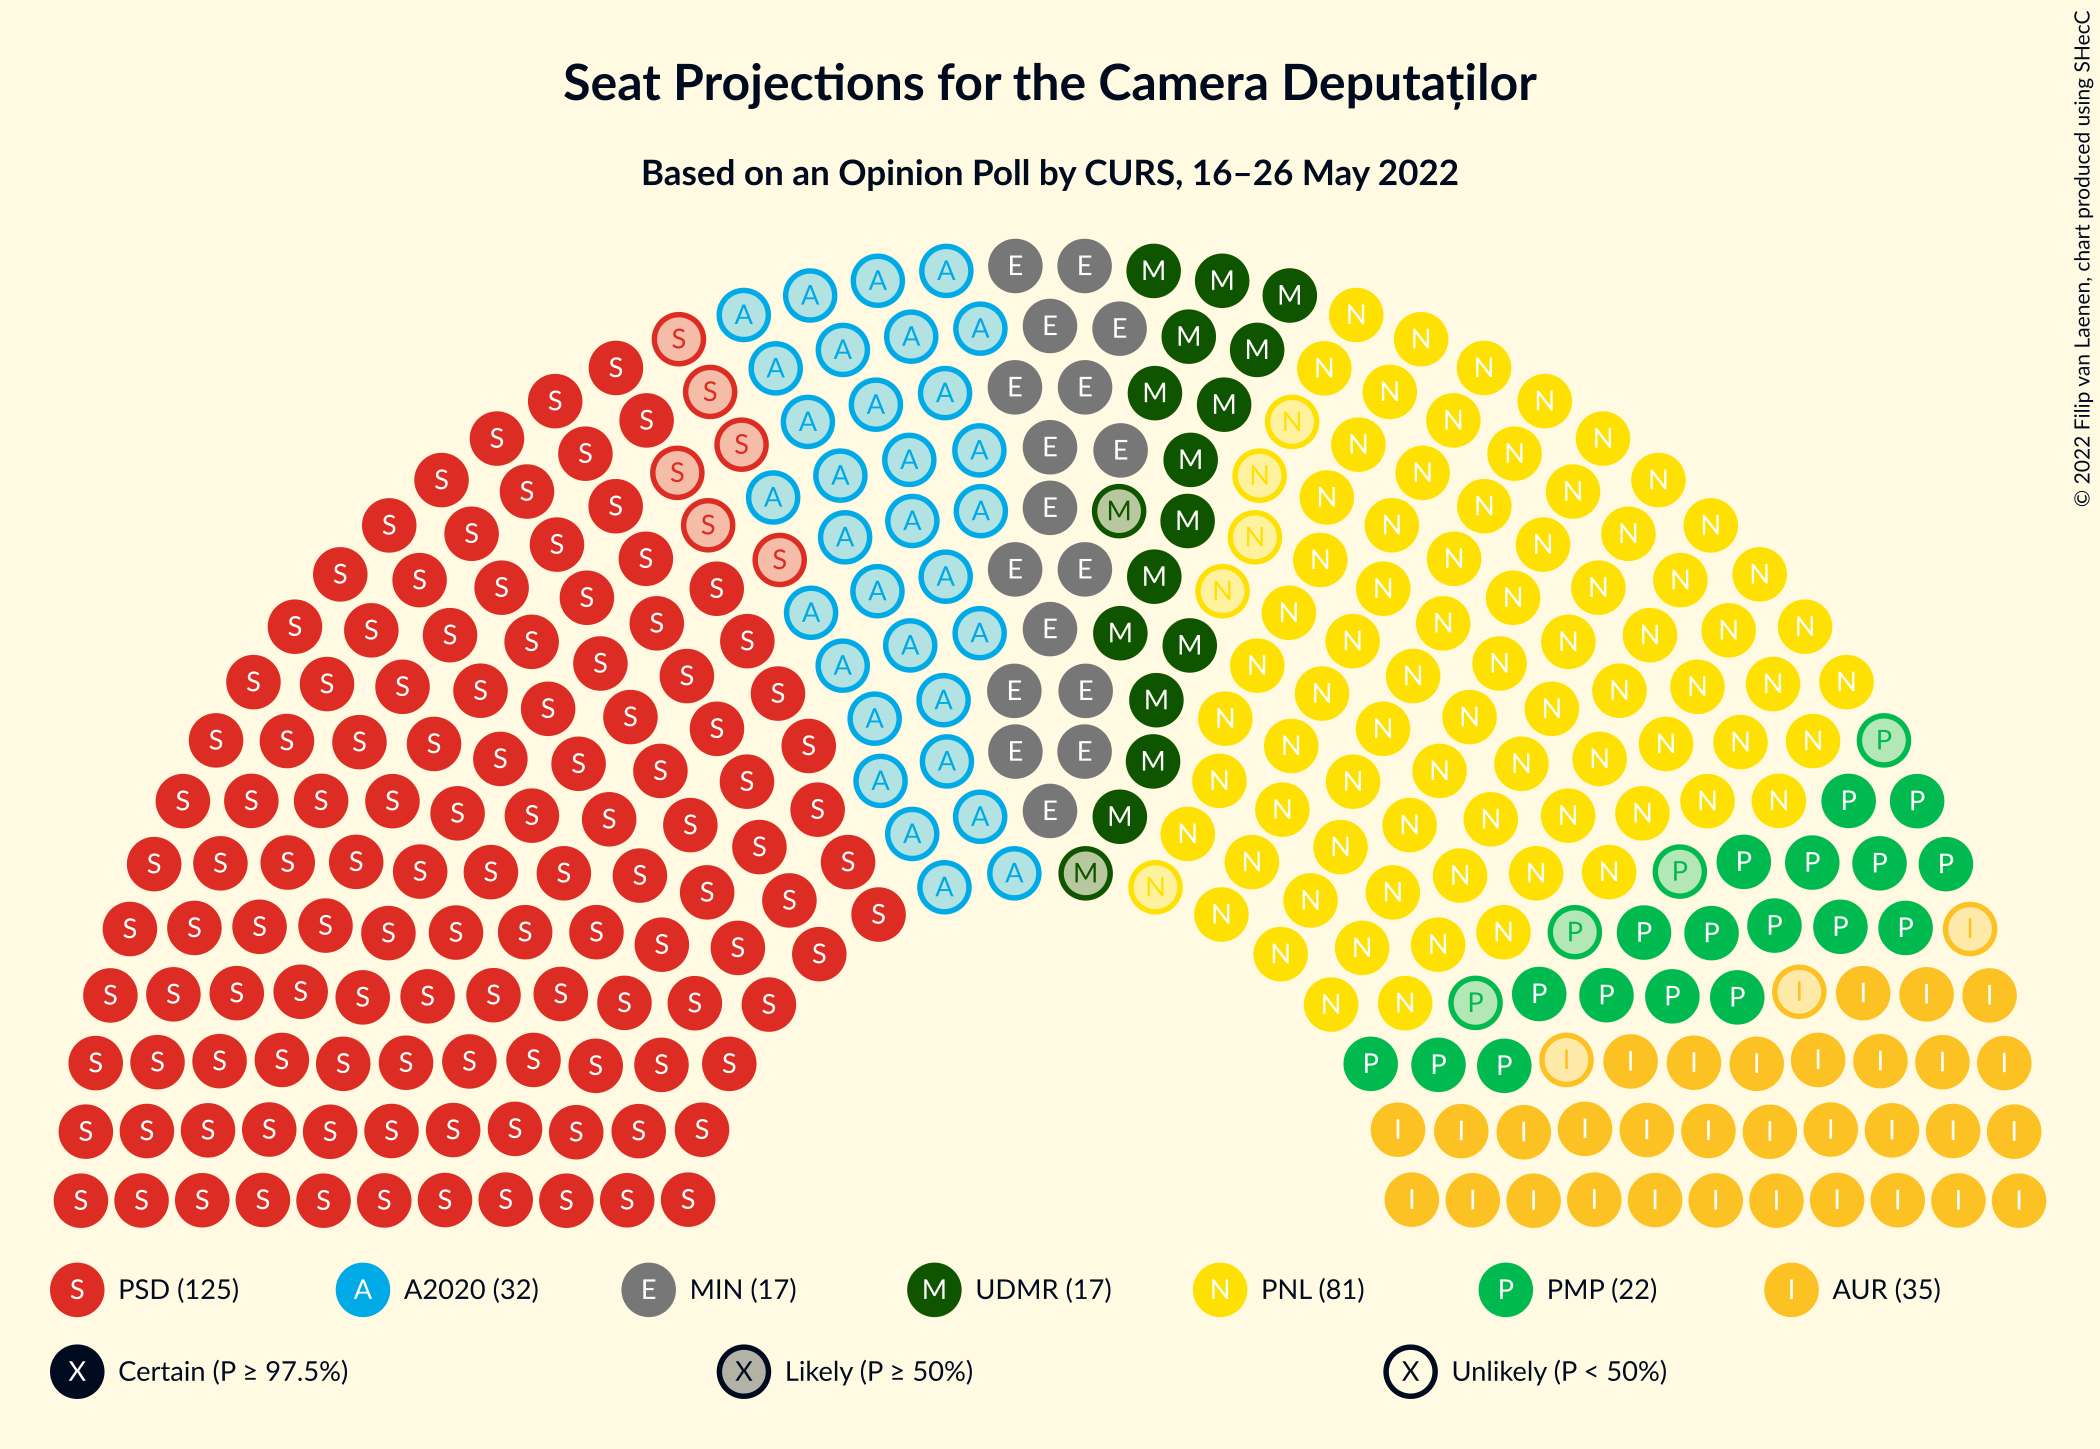 Seat Projections for the Camera Deputaților
Based on an Opinion Poll by CURS, 16–26 May 2022
© 2022 Filip van Laenen, chart produced using SHecC
S PSD (125) A A2020 (32) E MIN (17) M UDMR (17) N PNL (81) P PMP (22) I AUR (35)
X Certain (P ≥ 97.5%) X Likely (P ≥ 50%) X Unlikely (P < 50%)